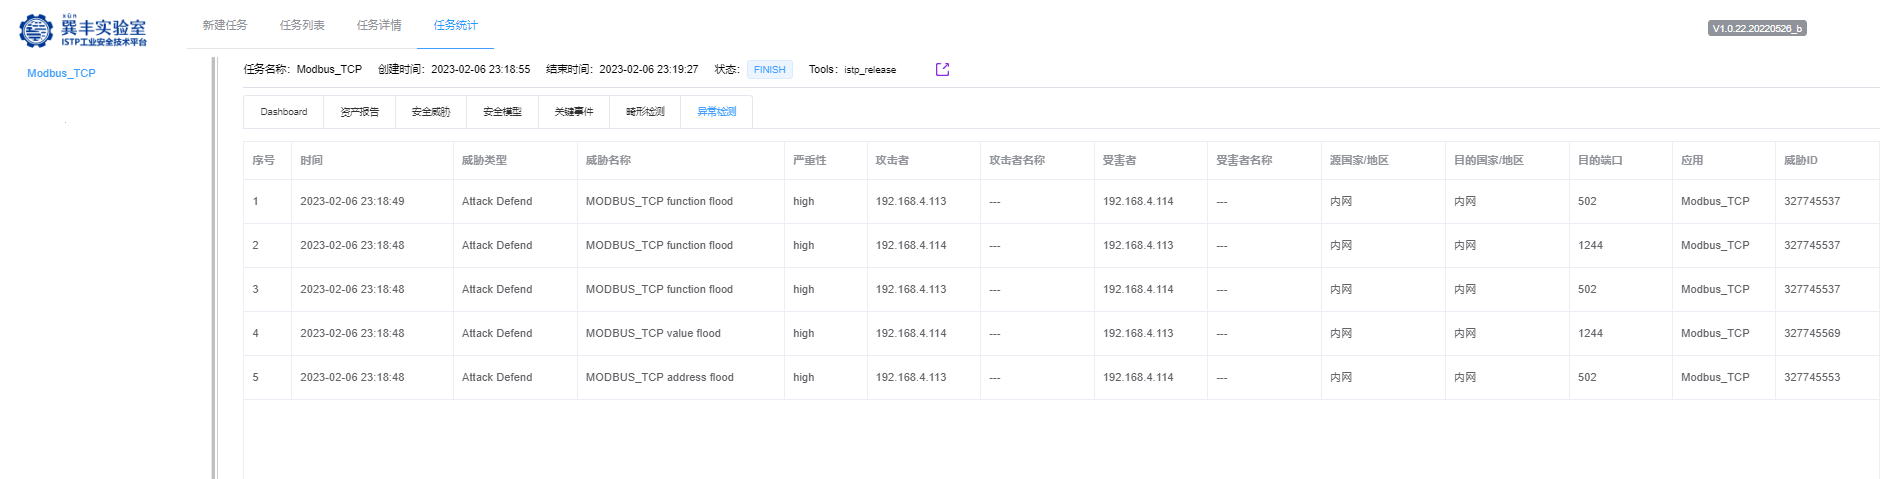 xùn
巽丰实验室
ISTP工业安全技术平台
新建任务 任务列表 任务详情 任务统计
V1.0.22.20220526_b
Modbus_TCP
任务名称: Modbus_TCP 创建时间: 2023-02-06 23:18:55 结束时间: 2023-02-06 23:19:27 状态: FINISH Tools: istp_release
Dashboard 资产报告 安全威胁 安全模型 关键事件 畸形检测 异常检测
序号 时间 威胁类型 威胁名称 严重性 攻击者 攻击者名称 受害者 受害者名称 源国家/地区 目的国家/地区 目的端口 应用 威胁ID
1 2023-02-06 23:18:49 Attack Defend MODBUS_TCP function flood high 192.168.4.113 --- 192.168.4.114 --- 内网 内网 502 Modbus_TCP 327745537
2 2023-02-06 23:18:48 Attack Defend MODBUS_TCP function flood high 192.168.4.114 --- 192.168.4.113 --- 内网 内网 1244 Modbus_TCP 327745537
3 2023-02-06 23:18:48 Attack Defend MODBUS_TCP function flood high 192.168.4.113 --- 192.168.4.114 --- 内网 内网 502 Modbus_TCP 327745537
4 2023-02-06 23:18:48 Attack Defend MODBUS_TCP value flood high 192.168.4.114 --- 192.168.4.113 --- 内网 内网 1244 Modbus_TCP 327745569
5 2023-02-06 23:18:48 Attack Defend MODBUS_TCP address flood high 192.168.4.113 --- 192.168.4.114 --- 内网 内网 502 Modbus_TCP 327745553